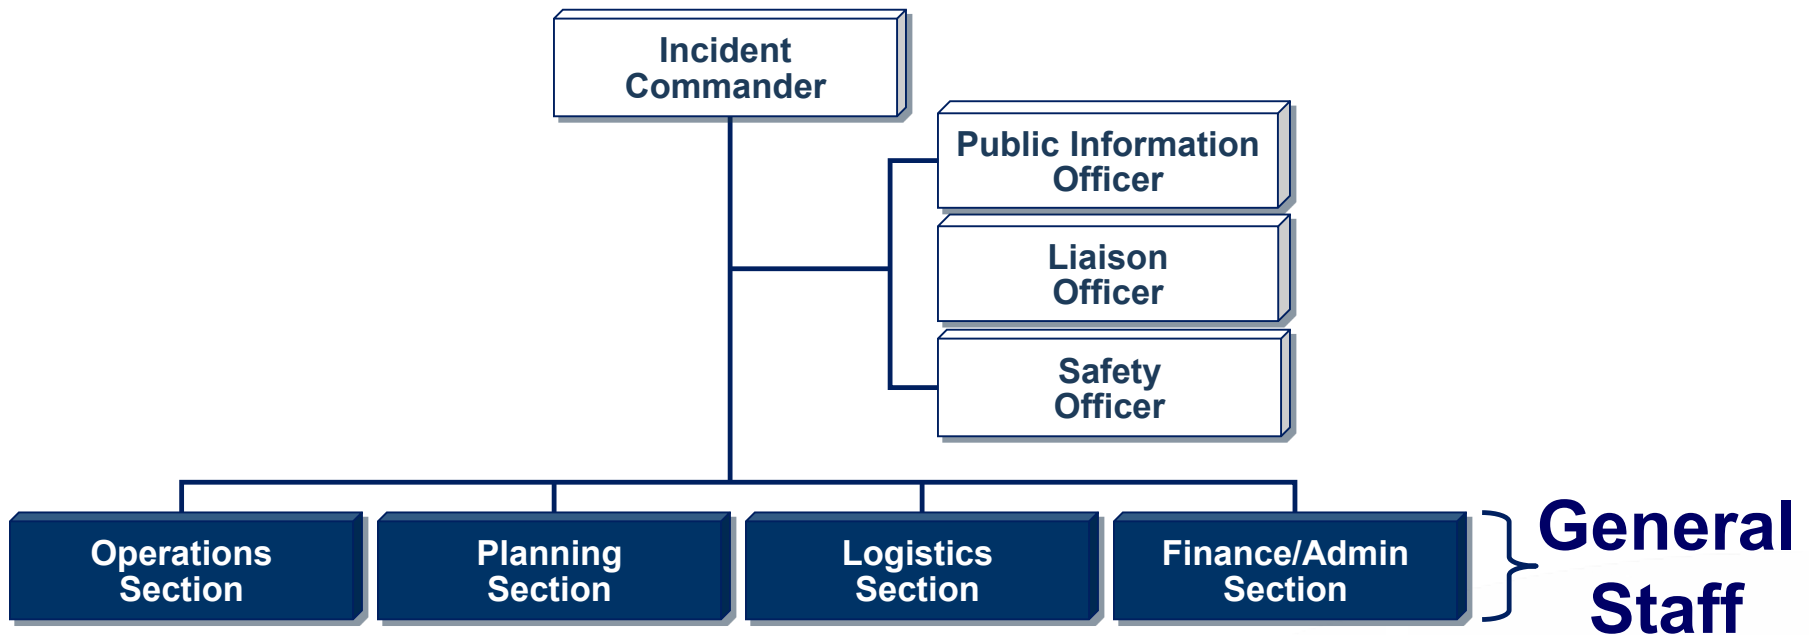 Incident
Commander
Public Information
Officer
Liaison
Officer
Safety
Officer
Operations
Section
Planning
Section
Logistics
Section
Finance/Admin
Section
General
Staff